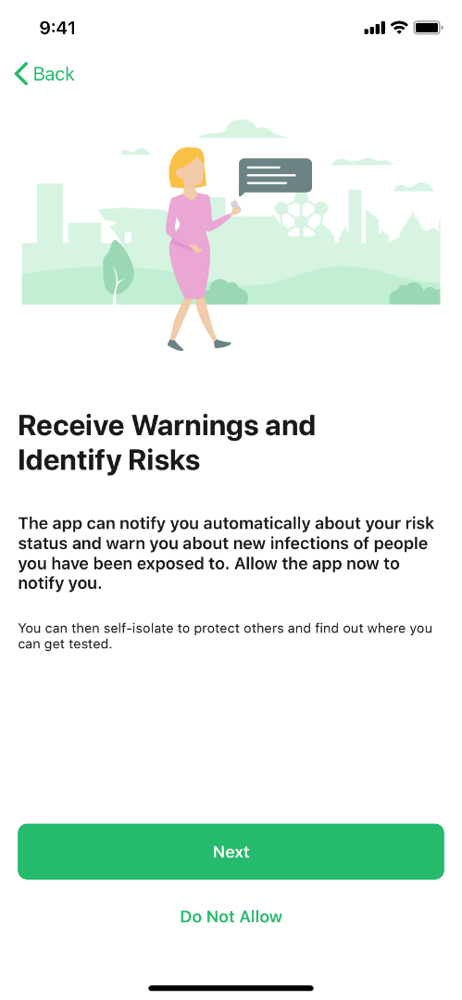 9:41
Back
Receive Warnings and
Identify Risks
The app can notify you automatically about your risk
status and warn you about new infections of people
you have been exposed to. Allow the app now to
notify you.
You can then self-isolate to protect others and find out where you
can get tested.
Next
Do Not Allow